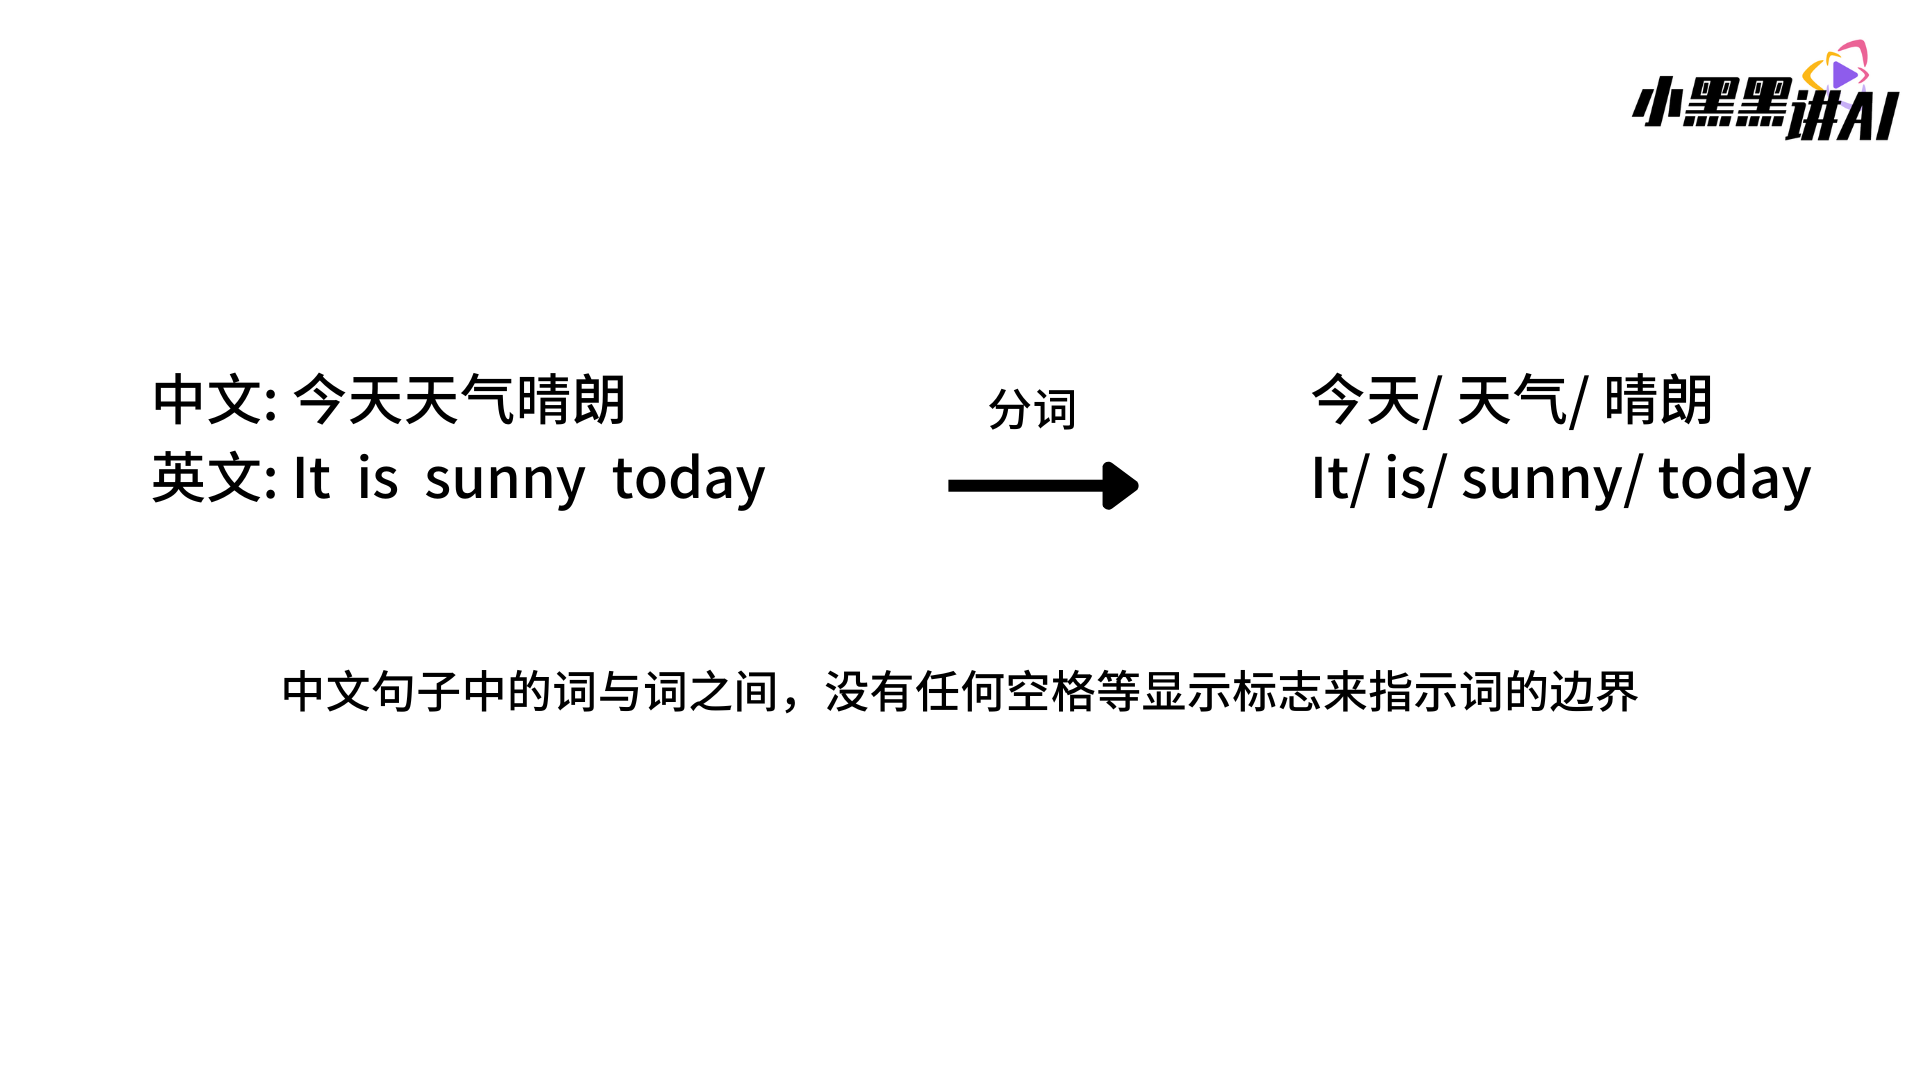 小黑黑讲AI
中文: 今天天气晴朗
英文: It is sunny today
分词
今天/ 天气/ 晴朗
It/ is/ sunny/ today
中文句子中的词与词之间，没有任何空格等显示标志来指示词的边界